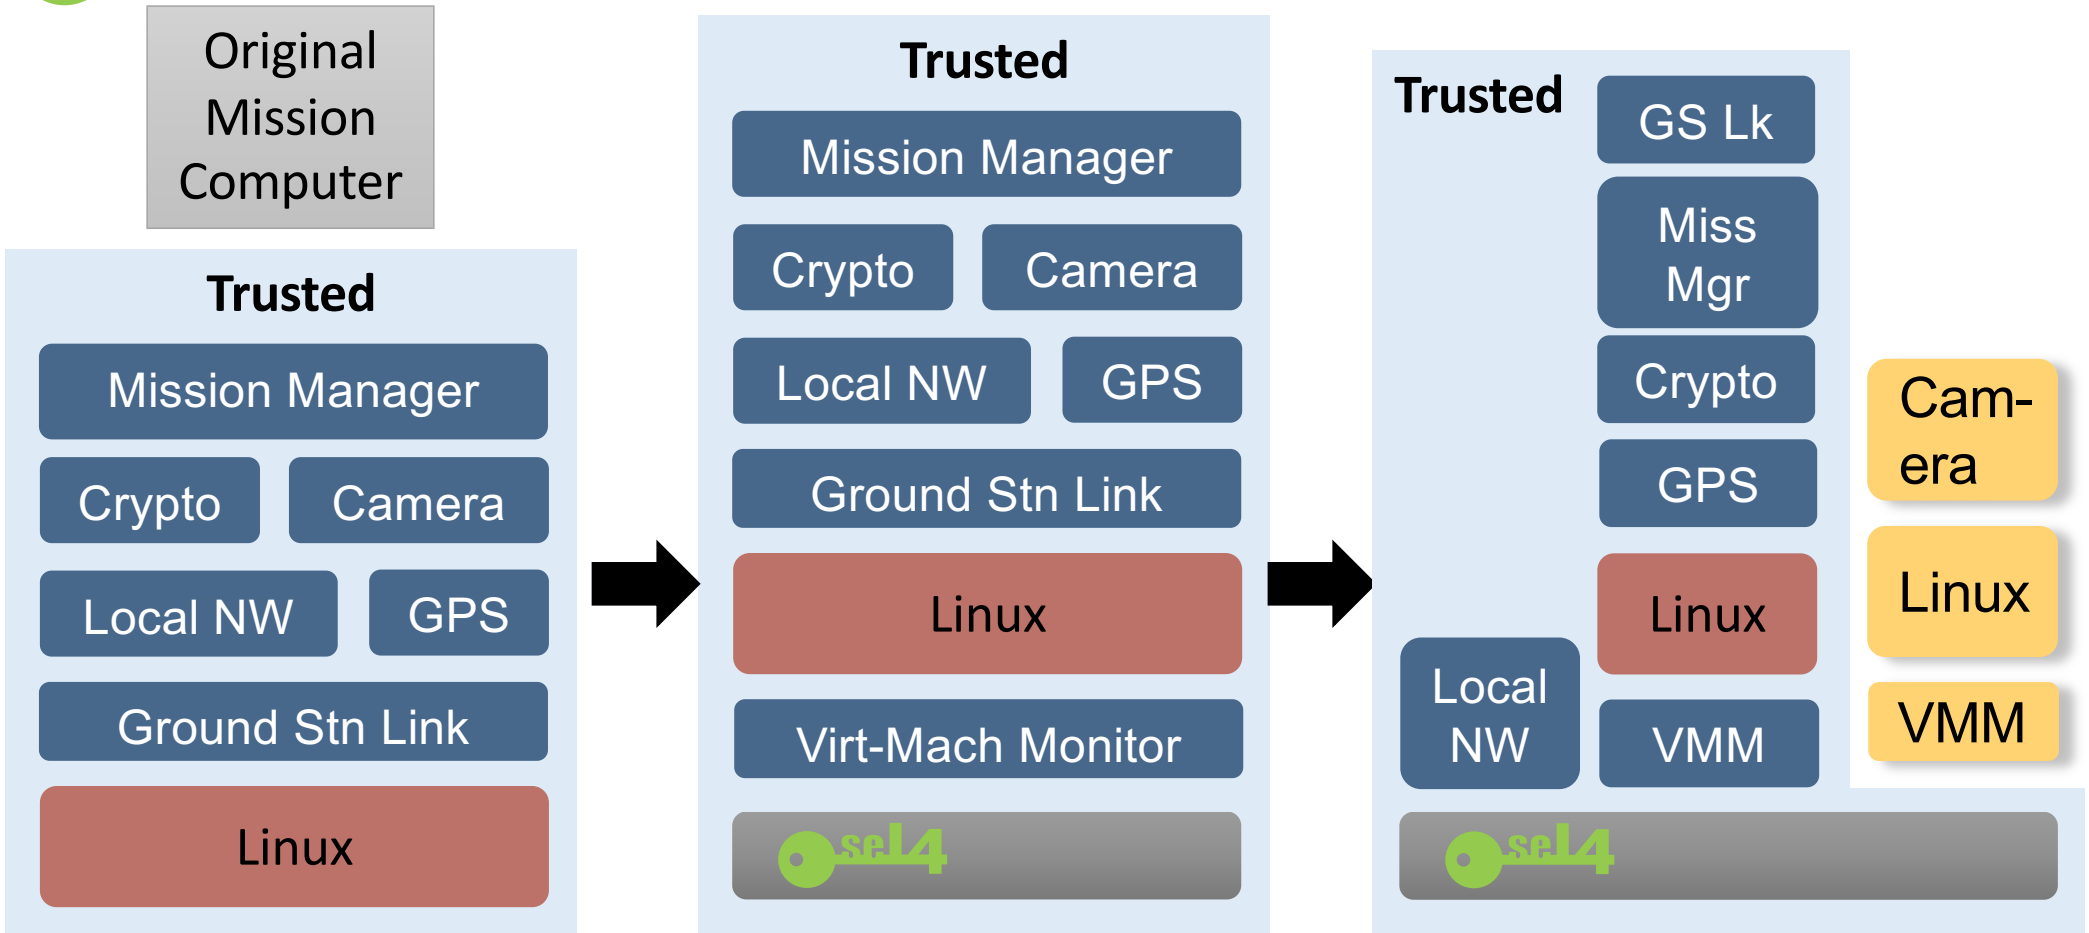 Original
Mission
Computer
Trusted
Mission Manager
Crypto
Camera
Local NW
GPS
Ground Stn Link
Linux
Trusted
Mission Manager
Crypto
Camera
Local NW
GPS
Ground Stn Link
Linux
Virt-Mach Monitor
seL4
Trusted
GS Lk
Miss
Mgr
Crypto
GPS
Linux
Local
NW
VMM
Cam-
era
Linux
VMM
seL4